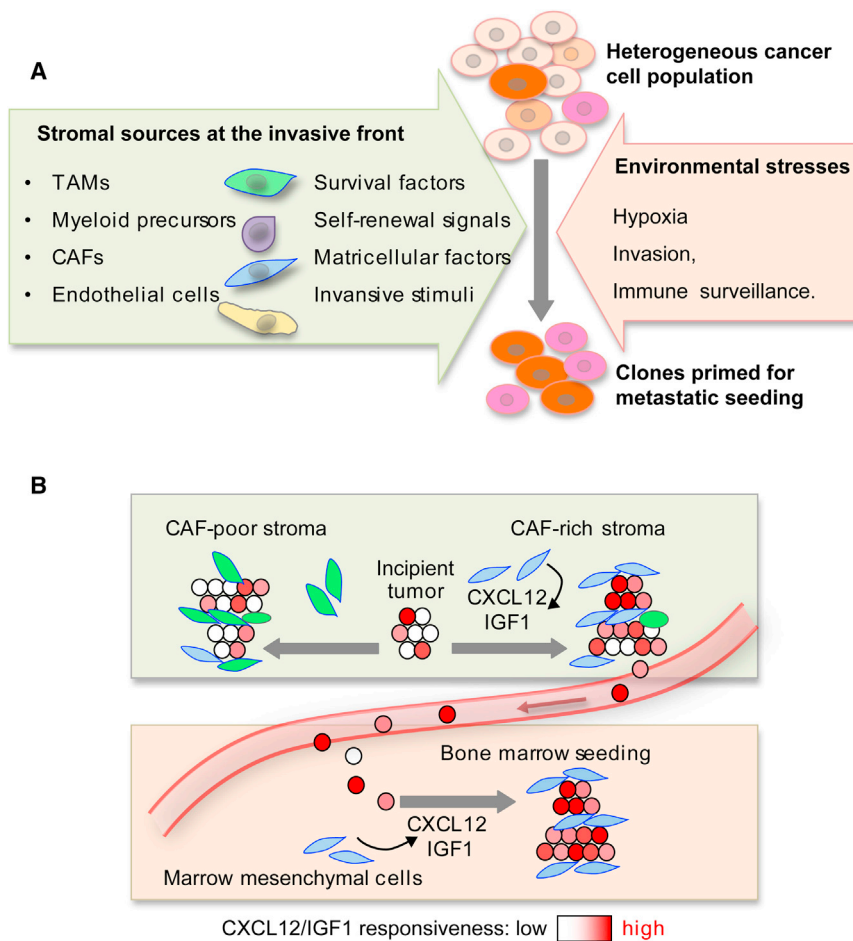 A
Heterogeneous cancer
cell population
Stromal sources at the invasive front
• TAMs
Survival factors
• Myeloid precursors
Self-renewal signals
• CAFs
Matricellular factors
• Endothelial cells
Invansive stimuli
Environmental stresses
Hypoxia
Invasion,
Immune surveillance.
Clones primed for
metastatic seeding
B
CAF-poor stroma
CAF-rich stroma
Incipient
tumor
CXCL12
IGF1
Bone marrow seeding
CXCL12
IGF1
Marrow mesenchymal cells
CXCL12/IGF1 responsiveness: low high